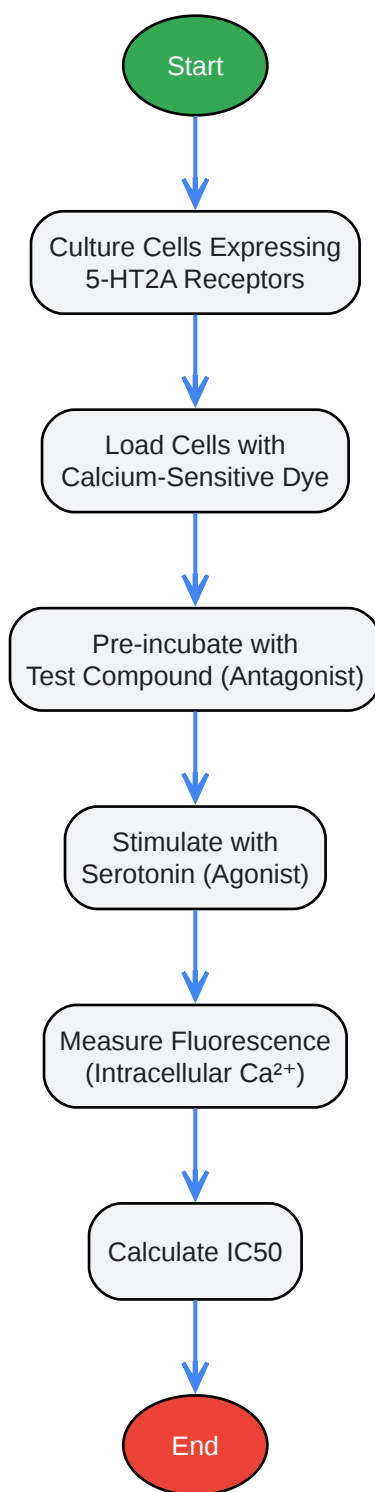 Start
Culture Cells Expressing
5-HT2A Receptors
Load Cells with
Calcium-Sensitive Dye
Pre-incubate with
Test Compound (Antagonist)
Stimulate with
Serotonin (Agonist)
Measure Fluorescence
(Intracellular Ca²⁺)
Calculate IC50
End